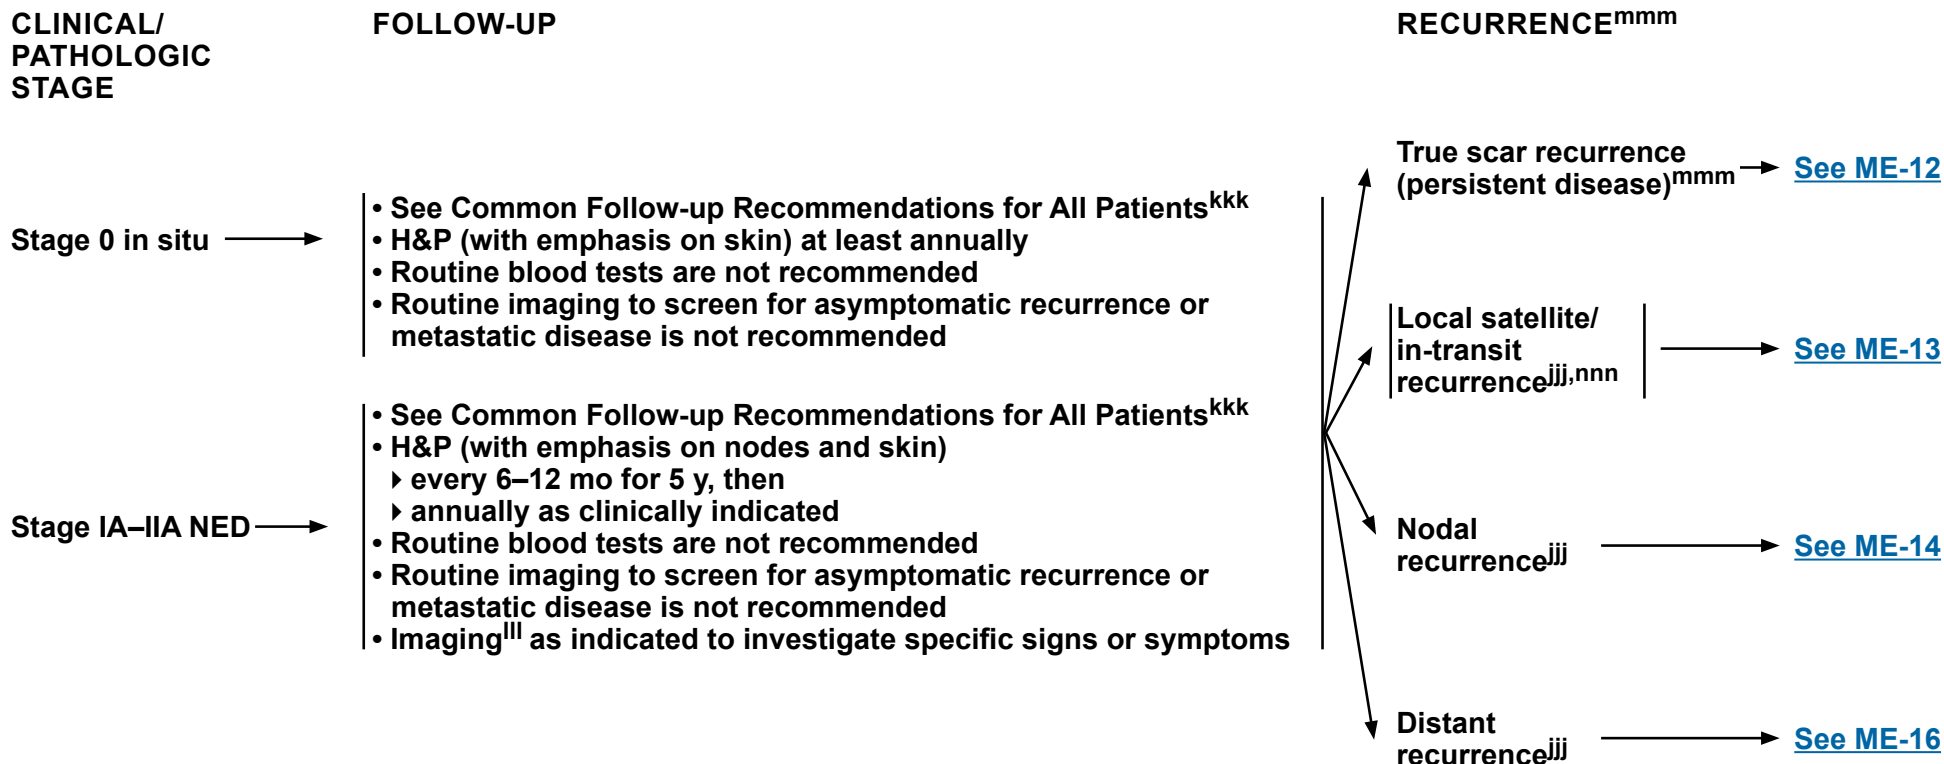 CLINICAL/
PATHOLOGIC
STAGE
FOLLOW-UP
RECURRENCEmmm
Stage 0 in situ
• See Common Follow-up Recommendations for All Patientskkk
• H&P (with emphasis on skin) at least annually
• Routine blood tests are not recommended
• Routine imaging to screen for asymptomatic recurrence or
metastatic disease is not recommended
Stage IA–IIA NED
• See Common Follow-up Recommendations for All Patientskkk
• H&P (with emphasis on nodes and skin)
▸ every 6–12 mo for 5 y, then
▸ annually as clinically indicated
• Routine blood tests are not recommended
• Routine imaging to screen for asymptomatic recurrence or
metastatic disease is not recommended
• Imaginglll as indicated to investigate specific signs or symptoms
True scar recurrence
(persistent disease)mmm
See ME-12
Local satellite/
in-transit
recurrencejjj,nnn
See ME-13
Nodal
recurrencejjj
See ME-14
Distant
recurrencejjj
See ME-16